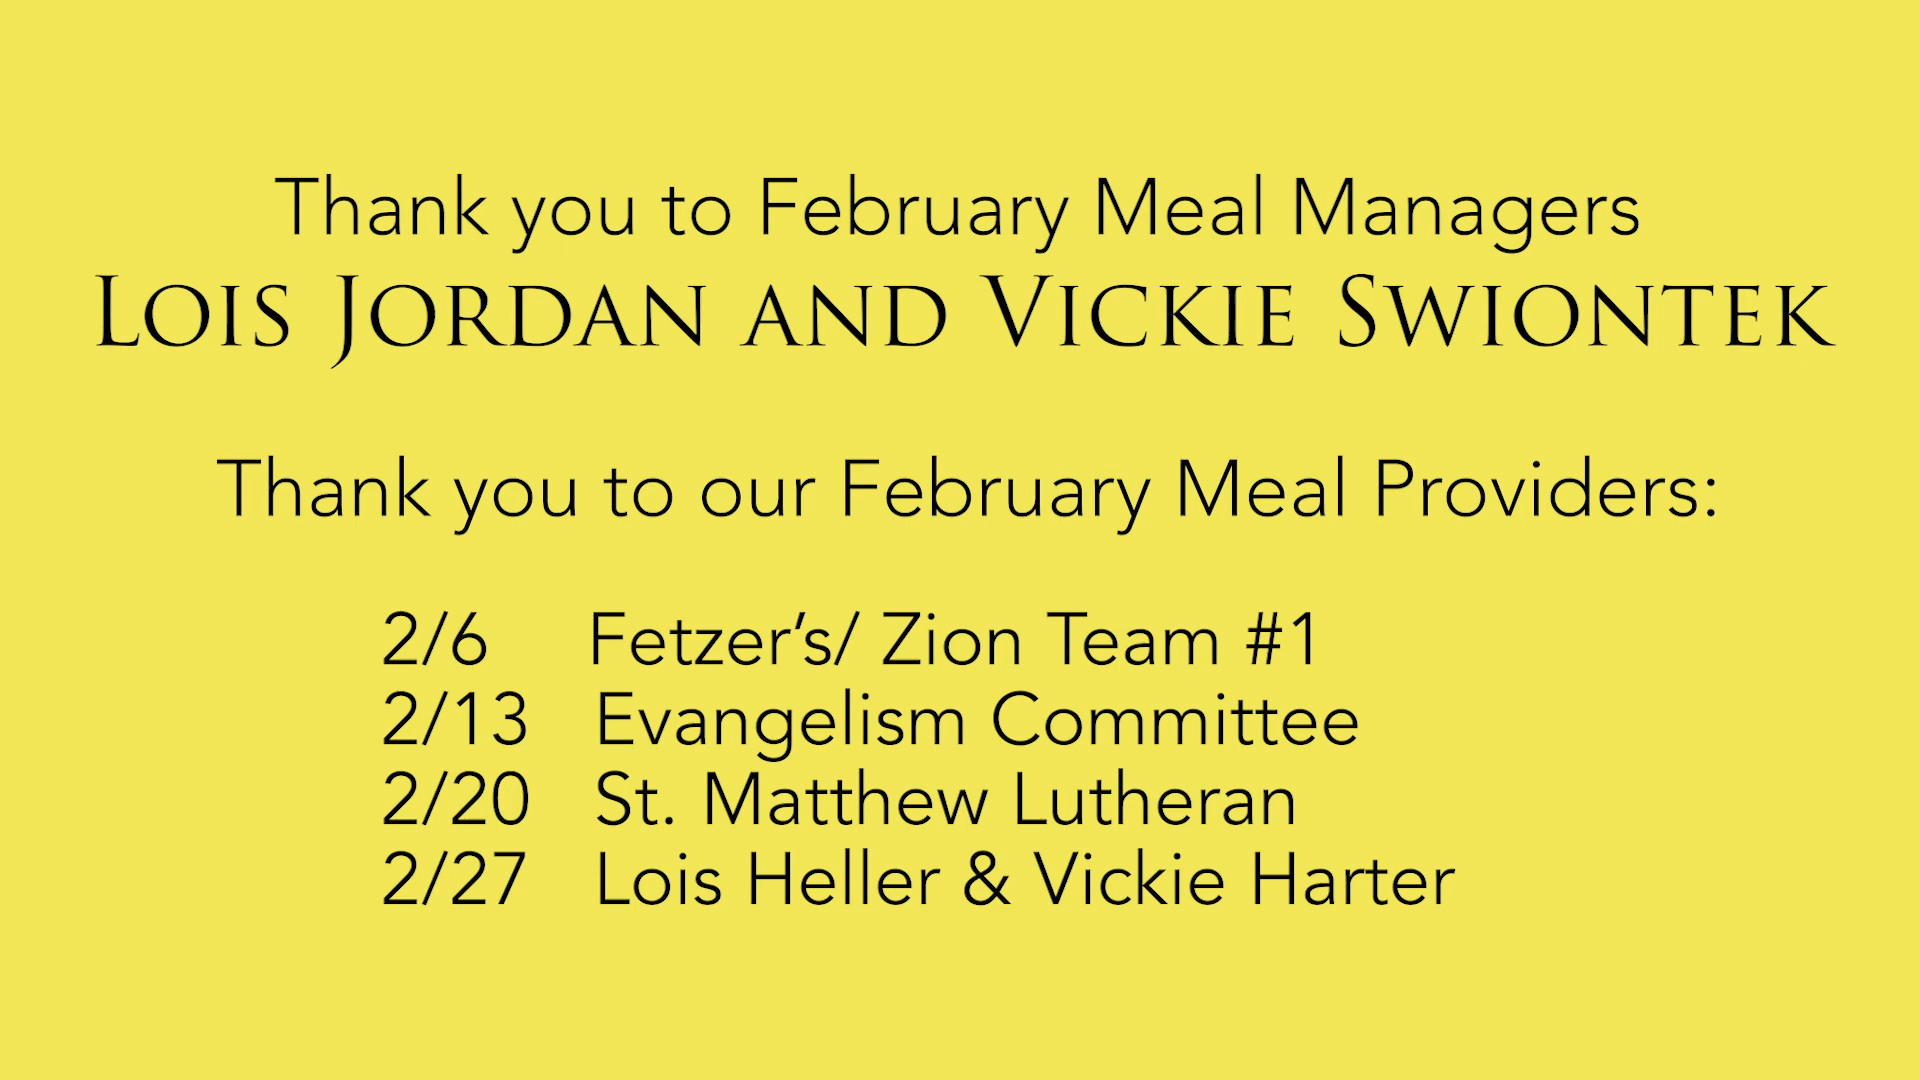 Thank you to February Meal Managers
Lois Jordan and Vickie Swiontek
Thank you to our February Meal Providers:
2/6 Fetzer’s/ Zion Team #1
2/13 Evangelism Committee
2/20 St. Matthew Lutheran
2/27 Lois Heller & Vickie Harter